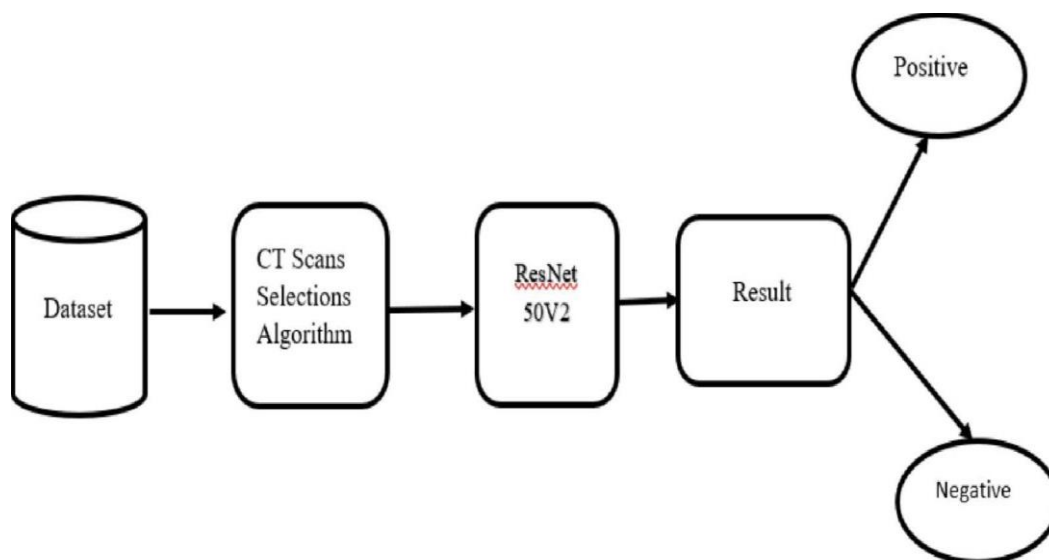 Positive
Dataset
CT Scans
Selections
Algorithm
ResNet
50V2
Result
Negative